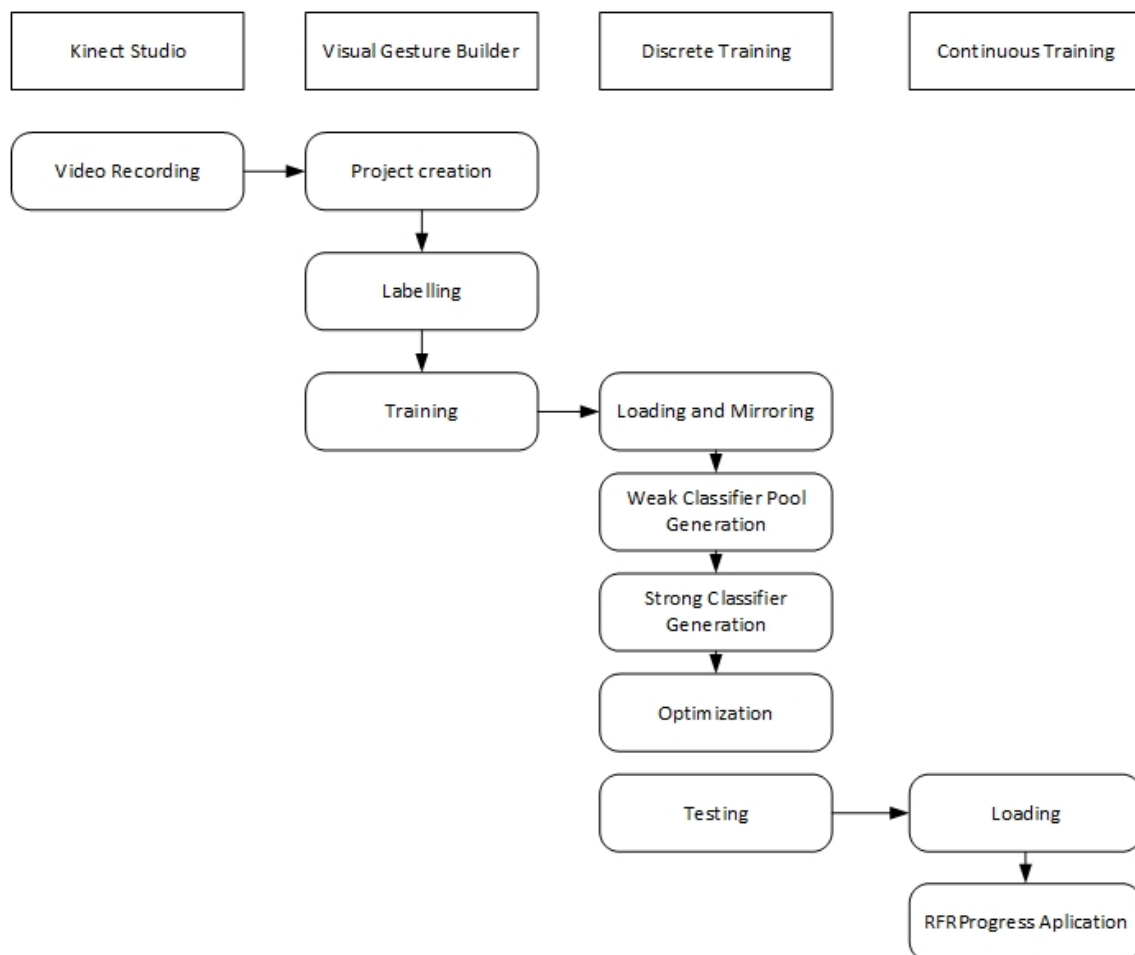 Kinect Studio
Visual Gesture Builder
Discrete Training
Continuous Training
Video Recording
Project creation
Labelling
Training
Loading and Mirroring
Weak Classifier Pool
Generation
Strong Classifier
Generation
Optimization
Testing
Loading
RFRProgress Aplication